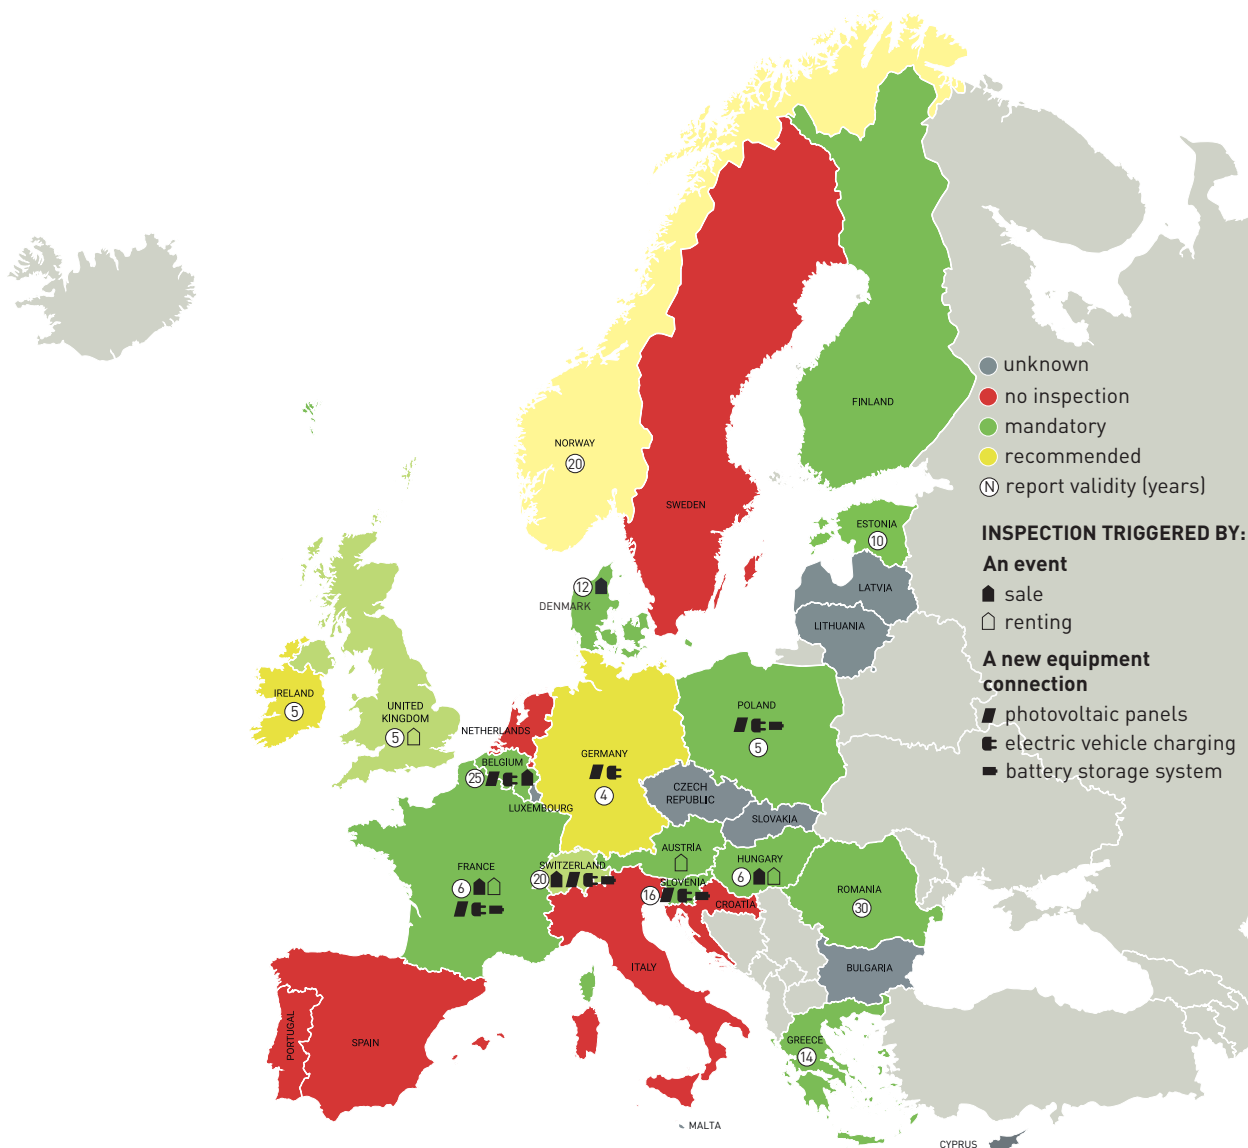 unknown
no inspection
mandatory
recommended
N report validity (years)
INSPECTION TRIGGERED BY:
An event
sale
renting
A new equipment
connection
photovoltaic panels
electric vehicle charging
battery storage system
FINLAND
NORWAY
20
SWEDEN
ESTONIA
10
12
DENMARK
LATVIA
LITHUANIA
IRELAND
5
UNITED
KINGDOM
5
NETHERLANDS
POLAND
5
BELGIUM
25
GERMANY
4
LUXEMBOURG
CZECH
REPUBLIC
SLOVAKIA
FRANCE
6
SWITZERLAND
20
AUSTRIA
HUNGARY
6
SLOVENIA
16
CROATIA
ROMANIA
30
ITALY
BULGARIA
PORTUGAL
SPAIN
GREECE
14
MALTA
CYPRUS